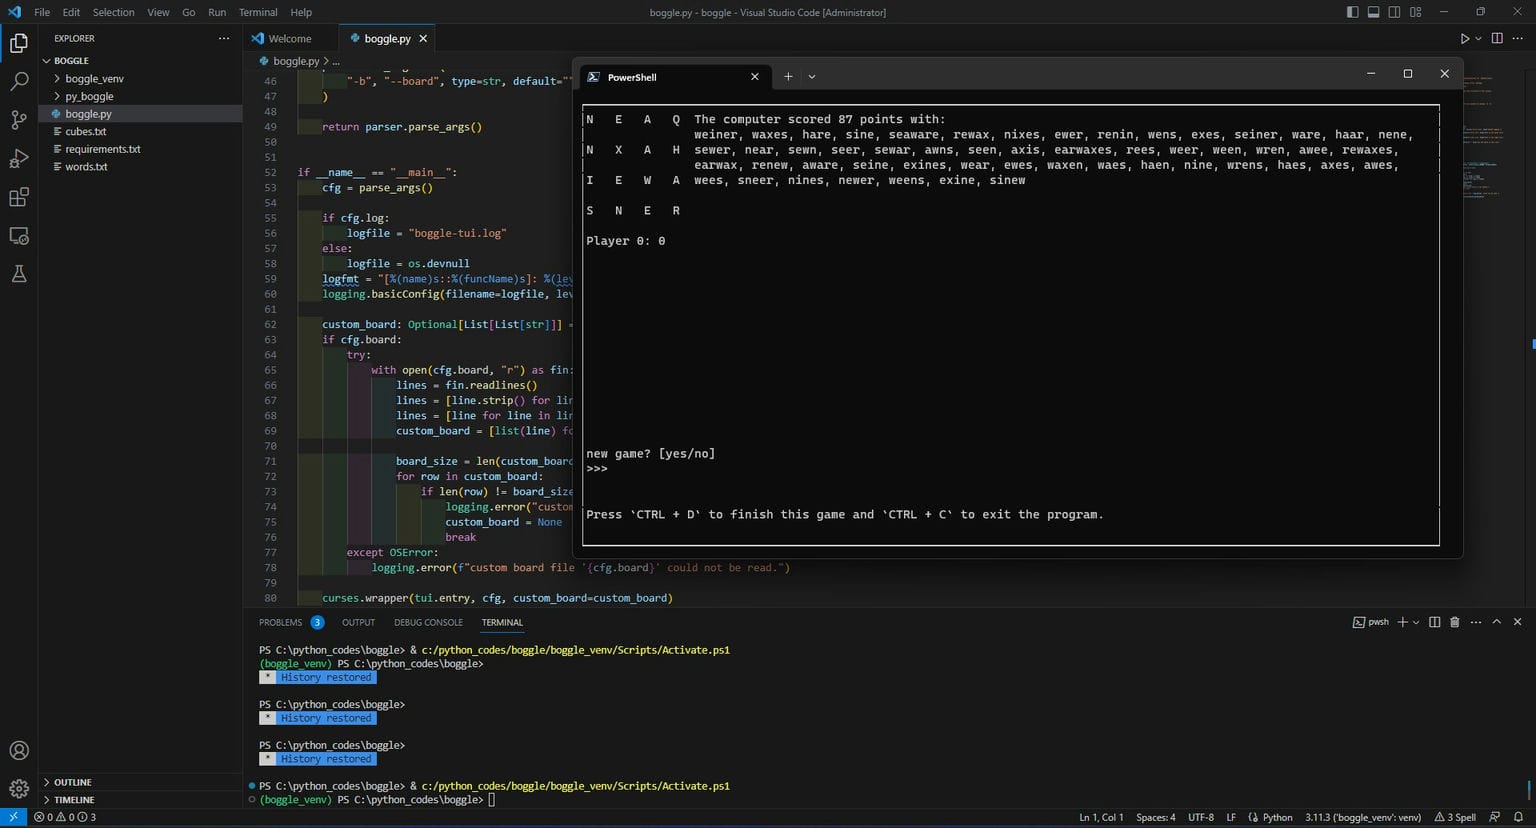 File Edit Selection View Go Run Terminal Help
boggle.py - boggle - Visual Studio Code [Administrator]
EXPLORER
BOGGLE
boggle_venv
py_boggle
boggle.py
cubes.txt
requirements.txt
words.txt
OUTLINE
TIMELINE
Welcome
boggle.py
boggle.py > ...
46 "-b", "--board", type=str, default=""
47 )
48
49 return parser.parse_args()
50
51
52 if __name__ == "__main__":
53 cfg = parse_args()
54
55 if cfg.log:
56 logfile = "boggle-tui.log"
57 else:
58 logfile = os.devnull
59 logfmt = "[%(name)s::%(funcName)s]: %(lev
60 logging.basicConfig(filename=logfile, lev
61
62 custom_board: Optional[List[List[str]]] =
63 if cfg.board:
64 try:
65 with open(cfg.board, "r") as fin:
66 lines = fin.readlines()
67 lines = [line.strip() for lin
68 lines = [line for line in lin
69 custom_board = [list(line) fo
70
71 board_size = len(custom_board
72 for row in custom_board:
73 if len(row) != board_size
74 logging.error("custom
75 custom_board = None
76 break
77 except OSError:
78 logging.error(f"custom board file '{cfg.board}' could not be read.")
79
80 curses.wrapper(tui.entry, cfg, custom_board=custom_board)
PowerShell
N E A Q The computer scored 87 points with:
weiner, waxes, hare, sine, seaware, rewax, nixes, ewer, renin, wens, exes, seiner, ware, haar, nene,
N X A H sewer, near, sewn, seer, sewar, awns, seen, axis, earwaxes, rees, weer, ween, wren, awee, rewaxes,
earwax, renew, aware, seine, exines, wear, ewes, waxen, waes, haen, nine, wrens, haes, axes, awes,
I E W A wees, sneer, nines, newer, weens, exine, sinew
S N E R
Player 0: 0
new game? [yes/no]
>>>
Press `CTRL + D` to finish this game and `CTRL + C` to exit the program.
PROBLEMS 3 OUTPUT DEBUG CONSOLE TERMINAL
pwsh
PS C:\python_codes\boggle> & c:/python_codes/boggle/boggle_venv/Scripts/Activate.ps1
(boggle_venv) PS C:\python_codes\boggle>
* History restored
PS C:\python_codes\boggle>
* History restored
PS C:\python_codes\boggle>
* History restored
PS C:\python_codes\boggle> & c:/python_codes/boggle/boggle_venv/Scripts/Activate.ps1
(boggle_venv) PS C:\python_codes\boggle>
0 0 3
Ln 1, Col 1 Spaces: 4 UTF-8 LF Python 3.11.3 ('boggle_venv': venv) 3 Spell